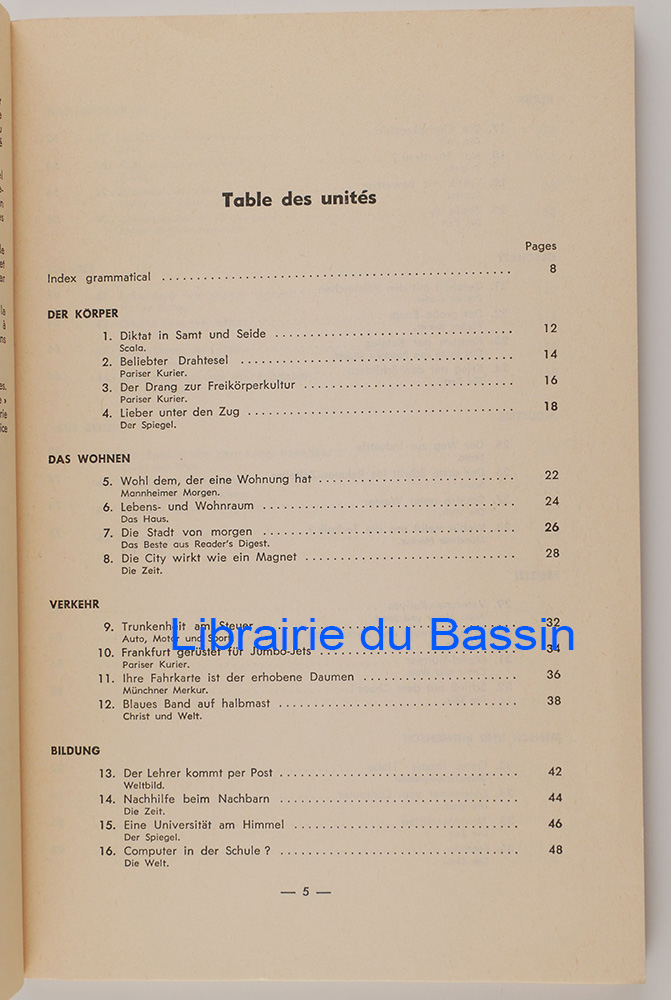 Table des unités
Pages
Index grammatical ........ 8
DER KÖRPER
1. Diktat in Samt und Seide ........ 12
Scala.
2. Beliebter Drahtesel ........ 14
Pariser Kurier.
3. Der Drang zur Freikörperkultur ........ 16
Pariser Kurier.
4. Lieber unter den Zug ........ 18
Der Spiegel.
DAS WOHNEN
5. Wohl dem, der eine Wohnung hat ........ 22
Mannheimer Morgen.
6. Lebens- und Wohnraum ........ 24
Das Haus.
7. Die Stadt von morgen ........ 26
Das Beste aus Reader's Digest.
8. Die City wirkt wie ein Magnet ........ 28
Die Zeit.
VERKEHR
9. Trunkenheit am Steuer ........ 32
Auto, Motor und Sport.
Librairie du Bassin
10. Frankfurt gerüstet für Jumbo-Jets ........ 34
Pariser Kurier.
11. Ihre Fahrkarte ist der erhobene Daumen ........ 36
Münchner Merkur.
12. Blaues Band auf halbmast ........ 38
Christ und Welt.
BILDUNG
13. Der Lehrer kommt per Post ........ 42
Weltbild.
14. Nachhilfe beim Nachbarn ........ 44
Die Zeit.
15. Eine Universität am Himmel ........ 46
Der Spiegel.
16. Computer in der Schule ? ........ 48
Die Welt.
— 5 —